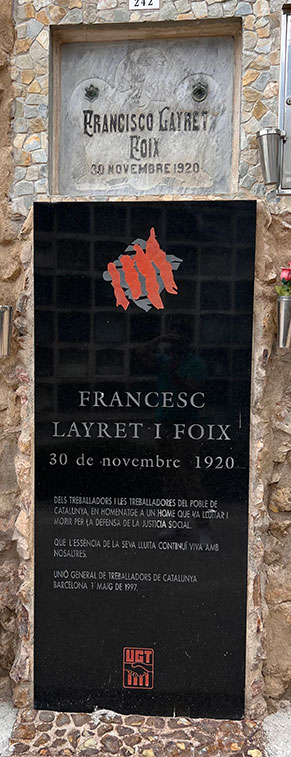 242
FRANCISCO LAYRET
FOIX
30 NOVEMBRE 1920
FRANCESC
LAYRET I FOIX
30 de novembre 1920
DELS TREBALLADORS I LES TREBALLADORES DEL POBLE DE
CATALUNYA, EN HOMENATGE A UN HOME QUE VA LLUITAR I
MORIR PER LA DEFENSA DE LA JUSTICIA SOCIAL.
QUE L'ESSÈNCIA DE LA SEVA LLUITA CONTINUÏ VIVA AMB
NOSALTRES.
UNIÓ GENERAL DE TREBALLADORS DE CATALUNYA
BARCELONA 1 MAIG DE 1997.
UGT